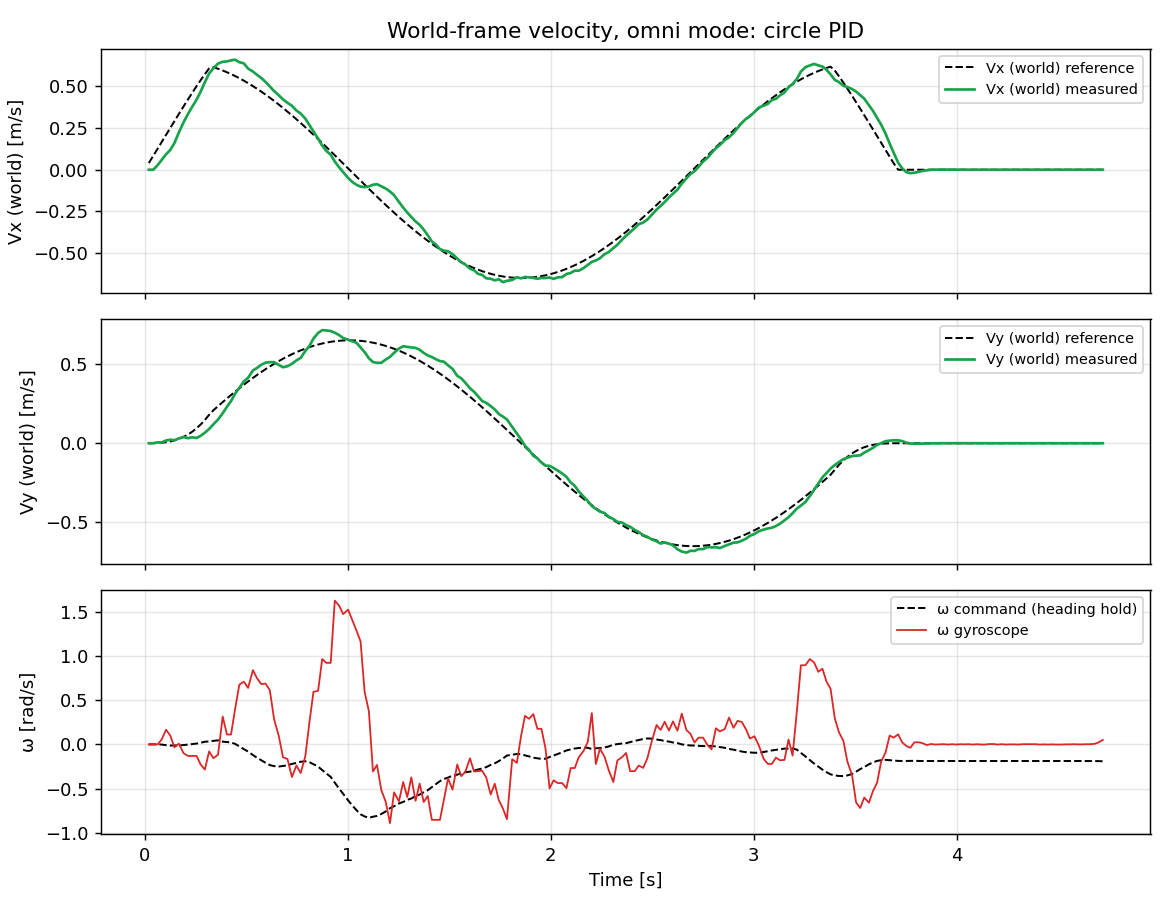 World-frame velocity, omni mode: circle PID
Vx (world) [m/s]
0.50
0.25
0.00
−0.25
−0.50
Vx (world) reference
Vx (world) measured
Vy (world) [m/s]
0.5
0.0
−0.5
Vy (world) reference
Vy (world) measured
ω [rad/s]
1.5
1.0
0.5
0.0
−0.5
−1.0
ω command (heading hold)
ω gyroscope
0 1 2 3 4
Time [s]